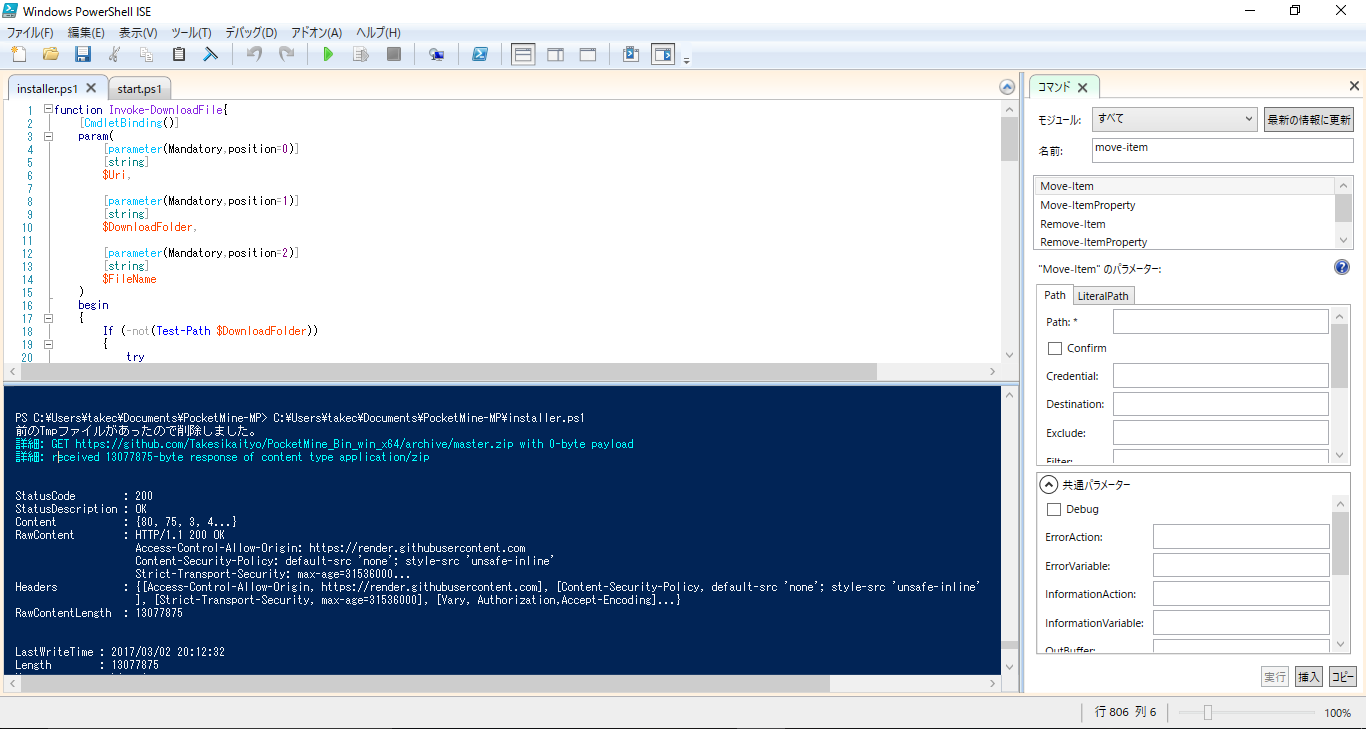 Windows PowerShell ISE
ファイル(F) 編集(E) 表示(V) ツール(T) デバッグ(D) アドオン(A) ヘルプ(H)
installer.ps1 start.ps1
1 function Invoke-DownloadFile{
2 [CmdletBinding()]
3 param(
4 [parameter(Mandatory,position=0)]
5 [string]
6 $Uri,
7
8 [parameter(Mandatory,position=1)]
9 [string]
10 $DownloadFolder,
11
12 [parameter(Mandatory,position=2)]
13 [string]
14 $FileName
15 )
16 begin
17 {
18 If (-not(Test-Path $DownloadFolder))
19 {
20 try
PS C:¥Users¥takec¥Documents¥PocketMine-MP> C:¥Users¥takec¥Documents¥PocketMine-MP¥installer.ps1
前のTmpファイルがあったので削除しました。
詳細: GET https://github.com/Takesikaityo/PocketMine_Bin_win_x64/archive/master.zip with 0-byte payload
詳細: received 13077875-byte response of content type application/zip
StatusCode : 200
StatusDescription : OK
Content : {80, 75, 3, 4...}
RawContent : HTTP/1.1 200 OK
Access-Control-Allow-Origin: https://render.githubusercontent.com
Content-Security-Policy: default-src 'none'; style-src 'unsafe-inline'
Strict-Transport-Security: max-age=31536000...
Headers : {[Access-Control-Allow-Origin, https://render.githubusercontent.com], [Content-Security-Policy, default-src 'none'; style-src 'unsafe-inline'
], [Strict-Transport-Security, max-age=31536000], [Vary, Authorization,Accept-Encoding]...}
RawContentLength : 13077875
LastWriteTime : 2017/03/02 20:12:32
Length : 13077875
コマンド
モジュール: すべて 最新の情報に更新
名前: move-item
Move-Item
Move-ItemProperty
Remove-Item
Remove-ItemProperty
"Move-Item" のパラメーター:
Path LiteralPath
Path: *
Confirm
Credential:
Destination:
Exclude:
Filter:
共通パラメーター
Debug
ErrorAction:
ErrorVariable:
InformationAction:
InformationVariable:
OutBuffer:
実行 挿入 コピー
行 806 列 6 100%